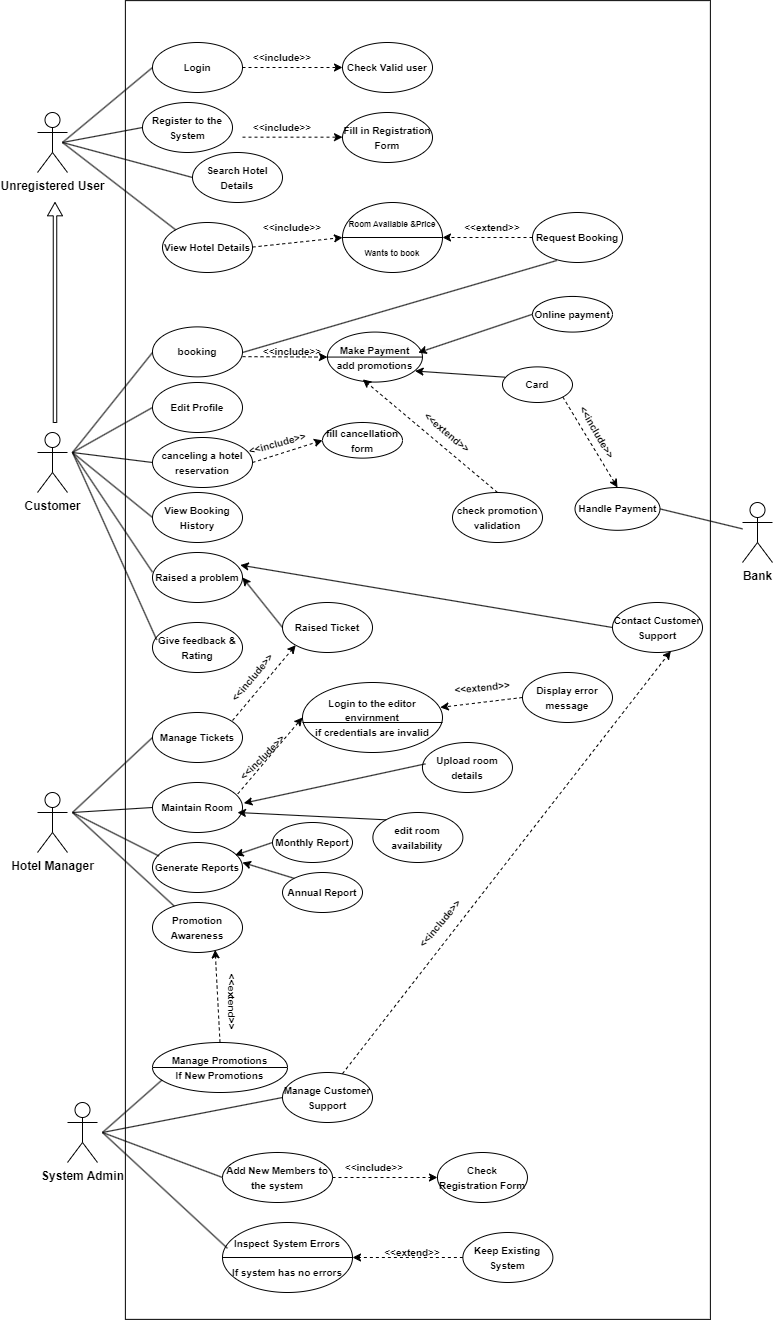 <<include>>
Login
Check Valid user
Register to the
System
<<include>>
Fill in Registration
Form
Unregistered User
Search Hotel
Details
View Hotel Details
<<include>>
Room Available &Price
Wants to book
<<extend>>
Request Booking
Online payment
booking
<<include>>
Make Payment
add promotions
Card
Edit Profile
<<extend>>
<<include>>
Customer
canceling a hotel
reservation
<<include>>
fill cancellation
form
View Booking
History
check promotion
validation
Handle Payment
Bank
Raised a problem
Raised Ticket
Contact Customer
Support
Give feedback &
Rating
<<include>>
Manage Tickets
Login to the editor
envirnment
if credentials are invalid
<<extend>>
Display error
message
<<include>>
Upload room
details
Maintain Room
edit room
availability
Hotel Manager
Generate Reports
Monthly Report
Annual Report
Promotion
Awareness
<<include>>
<<extend>>
Manage Promotions
If New Promotions
Manage Customer
Support
System Admin
Add New Members to
the system
<<include>>
Check
Registration Form
Inspect System Errors
If system has no errors
<<extend>>
Keep Existing
System